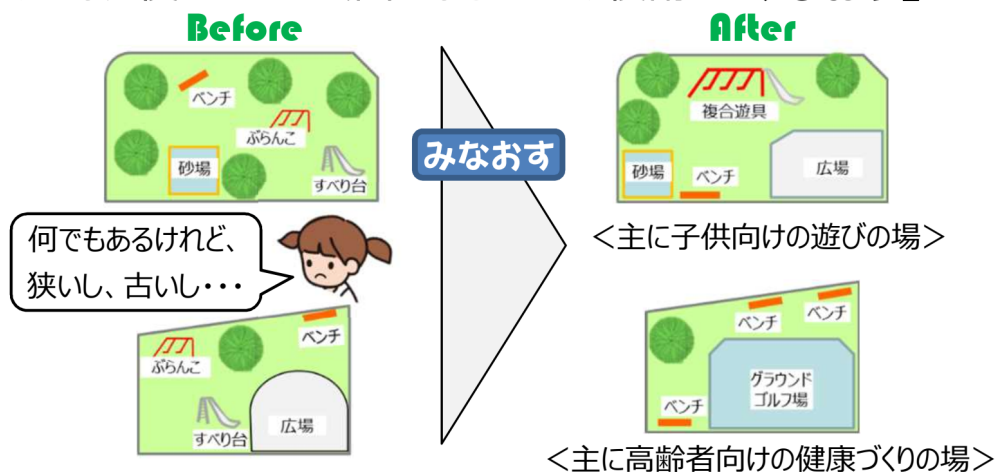 Before
After
ベンチ
ぶらんこ
砂場
すべり台
複合遊具
砂場
ベンチ
広場
みなおす
<主に子供向けの遊びの場>
何でもあるけれど、
狭いし、古いし・・・
ベンチ
ぶらんこ
すべり台
広場
ベンチ
ベンチ
ベンチ
グラウンド
ゴルフ場
<主に高齢者向けの健康づくりの場>